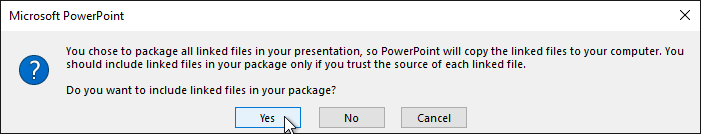 Microsoft PowerPoint
You chose to package all linked files in your presentation, so PowerPoint will copy the linked files to your computer. You
should include linked files in your package only if you trust the source of each linked file.
Do you want to include linked files in your package?
Yes No Cancel